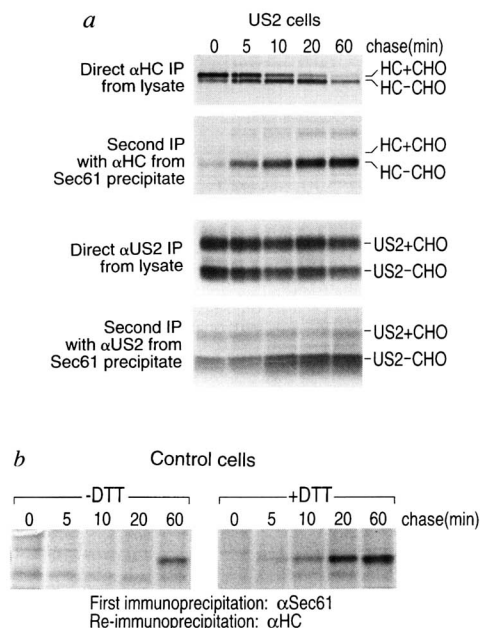 a
US2 cells
0 5 10 20 60 chase(min)
Direct αHC IP
from lysate
HC+CHO
HC−CHO
Second IP
with αHC from
Sec61 precipitate
HC+CHO
HC−CHO
Direct αUS2 IP
from lysate
US2+CHO
US2−CHO
Second IP
with αUS2 from
Sec61 precipitate
US2+CHO
US2−CHO
b
Control cells
-DTT
+DTT
0 5 10 20 60 0 5 10 20 60 chase(min)
First immunoprecipitation: αSec61
Re-immunoprecipitation: αHC